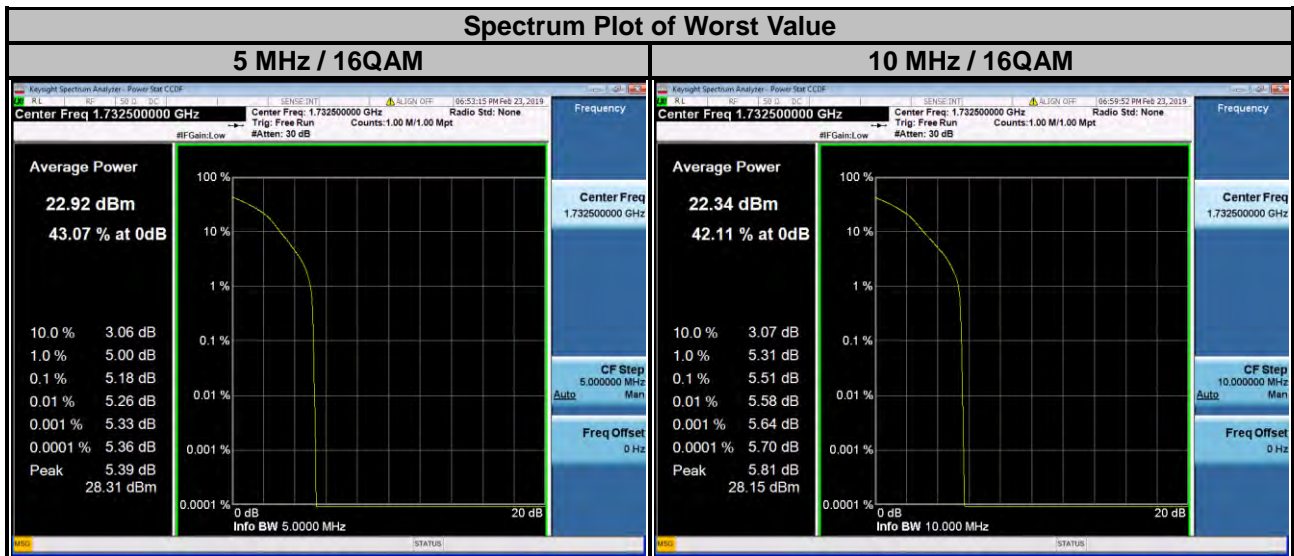 Spectrum Plot of Worst Value
5 MHz / 16QAM
Keysight Spectrum Analyzer - Power Stat CCDF
RL RF 50 Ω DC SENSE:INT ALIGN OFF 06:53:15 PM Feb 23, 2019
Center Freq 1.732500000 GHz
Center Freq: 1.732500000 GHz Radio Std: None
Trig: Free Run Counts:1.00 M/1.00 Mpt
#IFGain:Low #Atten: 30 dB
Average Power
22.92 dBm
43.07 % at 0dB
10.0 % 3.06 dB
1.0 % 5.00 dB
0.1 % 5.18 dB
0.01 % 5.26 dB
0.001 % 5.33 dB
0.0001 % 5.36 dB
Peak 5.39 dB
28.31 dBm
100 %
10 %
1 %
0.1 %
0.01 %
0.001 %
0.0001 %
0 dB 20 dB
Info BW 5.0000 MHz
Frequency
Center Freq
1.732500000 GHz
CF Step
5.000000 MHz
Auto Man
Freq Offset
0 Hz
MSG STATUS
10 MHz / 16QAM
Keysight Spectrum Analyzer - Power Stat CCDF
RL RF 50 Ω DC SENSE:INT ALIGN OFF 06:59:52 PM Feb 23, 2019
Center Freq 1.732500000 GHz
Center Freq: 1.732500000 GHz Radio Std: None
Trig: Free Run Counts:1.00 M/1.00 Mpt
#IFGain:Low #Atten: 30 dB
Average Power
22.34 dBm
42.11 % at 0dB
10.0 % 3.07 dB
1.0 % 5.31 dB
0.1 % 5.51 dB
0.01 % 5.58 dB
0.001 % 5.64 dB
0.0001 % 5.70 dB
Peak 5.81 dB
28.15 dBm
100 %
10 %
1 %
0.1 %
0.01 %
0.001 %
0.0001 %
0 dB 20 dB
Info BW 10.000 MHz
Frequency
Center Freq
1.732500000 GHz
CF Step
10.000000 MHz
Auto Man
Freq Offset
0 Hz
MSG STATUS